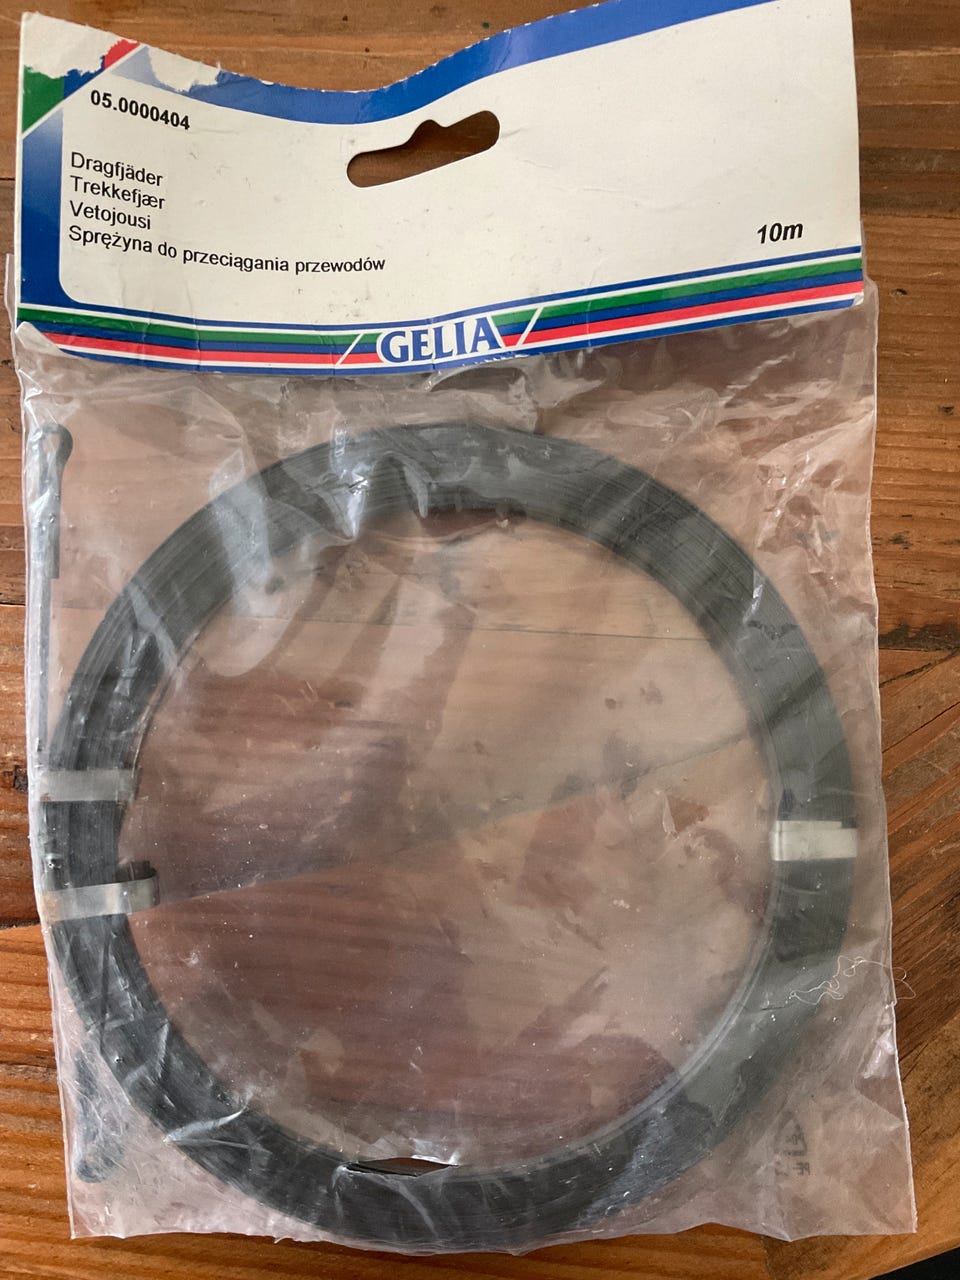 05.0000404
Dragfjäder
Trekkefjær
Vetojousi
Sprężyna do przeciągania przewodów
10m
GELIA